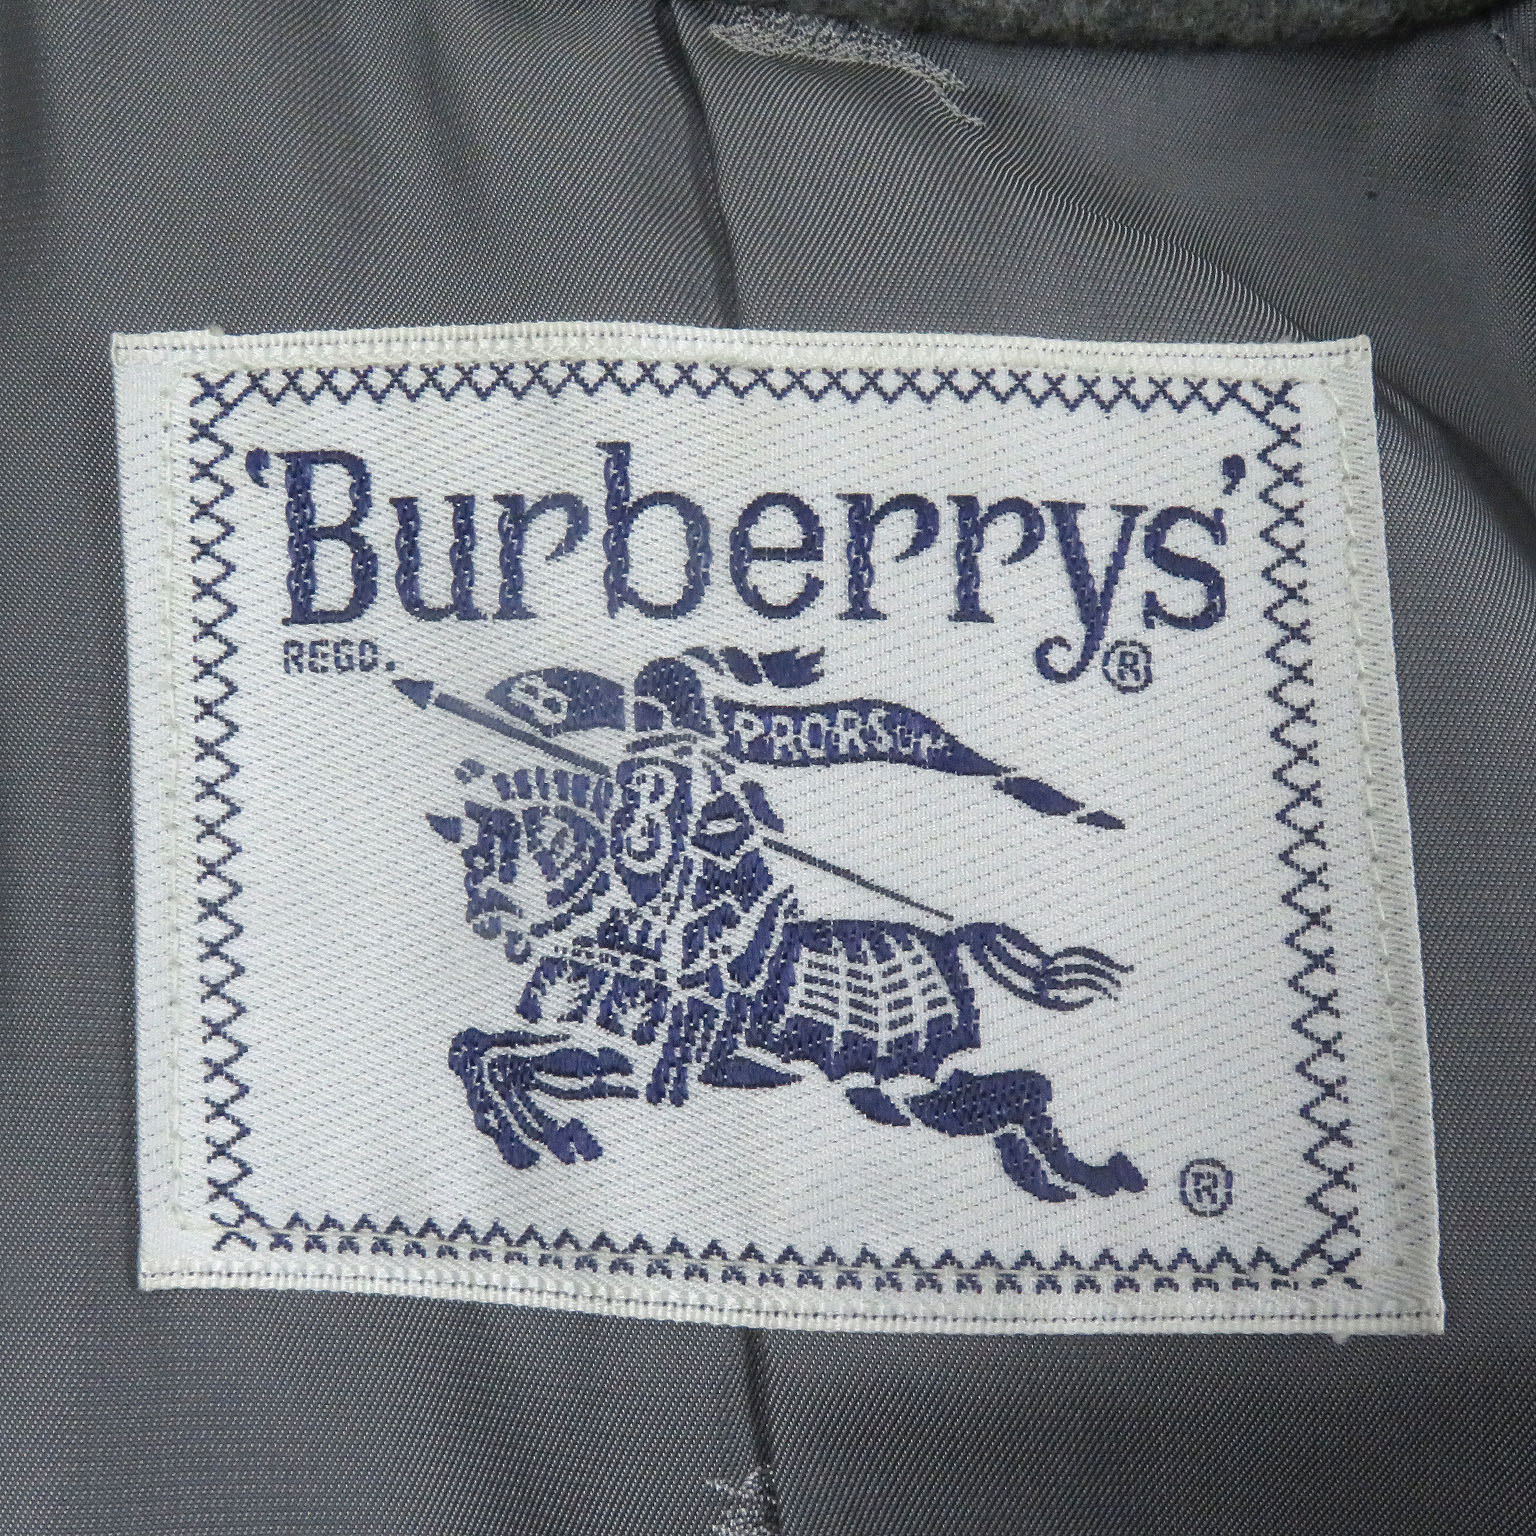 'Burberrys'
REGD.
®
PRORSUM
®